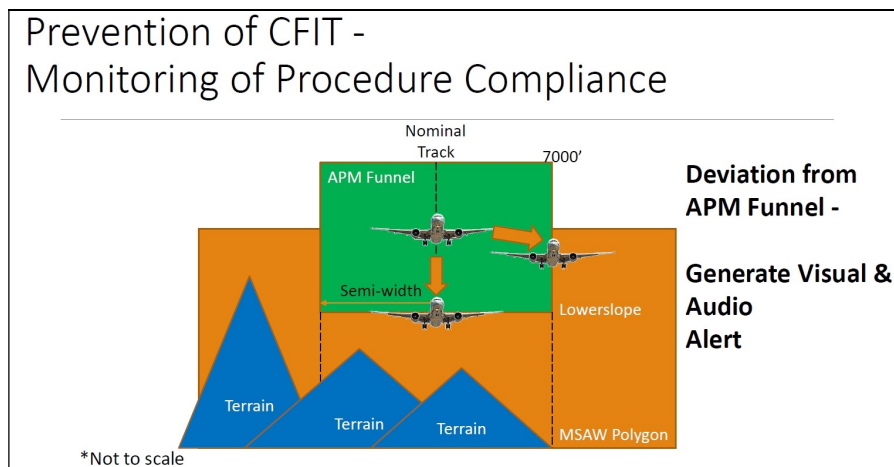 Prevention of CFIT -
Monitoring of Procedure Compliance
Nominal
Track
7000’
APM Funnel
Deviation from
APM Funnel -
Generate Visual &
Audio
Alert
Semi-width
Lowerslope
Terrain
Terrain
Terrain
MSAW Polygon
*Not to scale